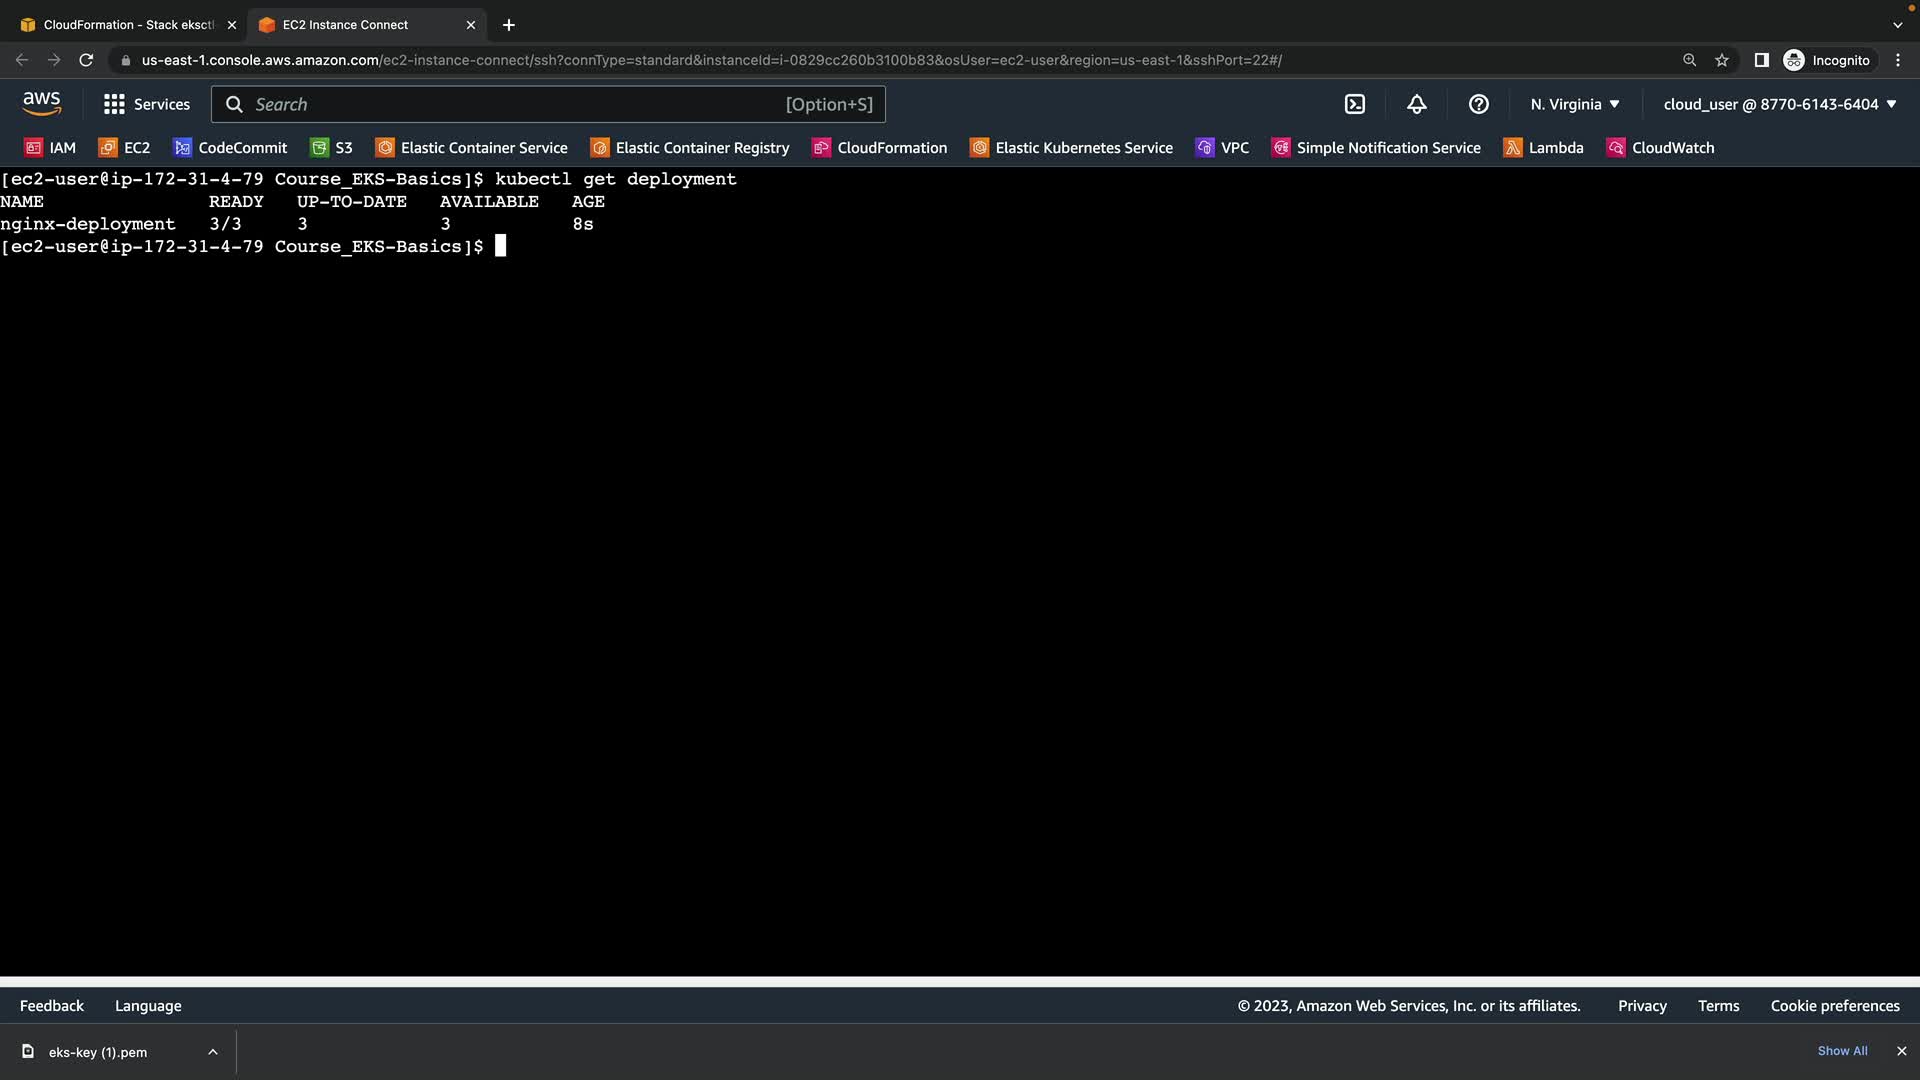 CloudFormation - Stack eksctl
EC2 Instance Connect
us-east-1.console.aws.amazon.com/ec2-instance-connect/ssh?connType=standard&instanceId=i-0829cc260b3100b83&osUser=ec2-user&region=us-east-1&sshPort=22#/
Incognito
aws
Services
Search
[Option+S]
N. Virginia
cloud_user @ 8770-6143-6404
IAM
EC2
CodeCommit
S3
Elastic Container Service
Elastic Container Registry
CloudFormation
Elastic Kubernetes Service
VPC
Simple Notification Service
Lambda
CloudWatch
[ec2-user@ip-172-31-4-79 Course_EKS-Basics]$ kubectl get deployment
NAME READY UP-TO-DATE AVAILABLE AGE
nginx-deployment 3/3 3 3 8s
[ec2-user@ip-172-31-4-79 Course_EKS-Basics]$
Feedback
Language
© 2023, Amazon Web Services, Inc. or its affiliates.
Privacy
Terms
Cookie preferences
eks-key (1).pem
Show All